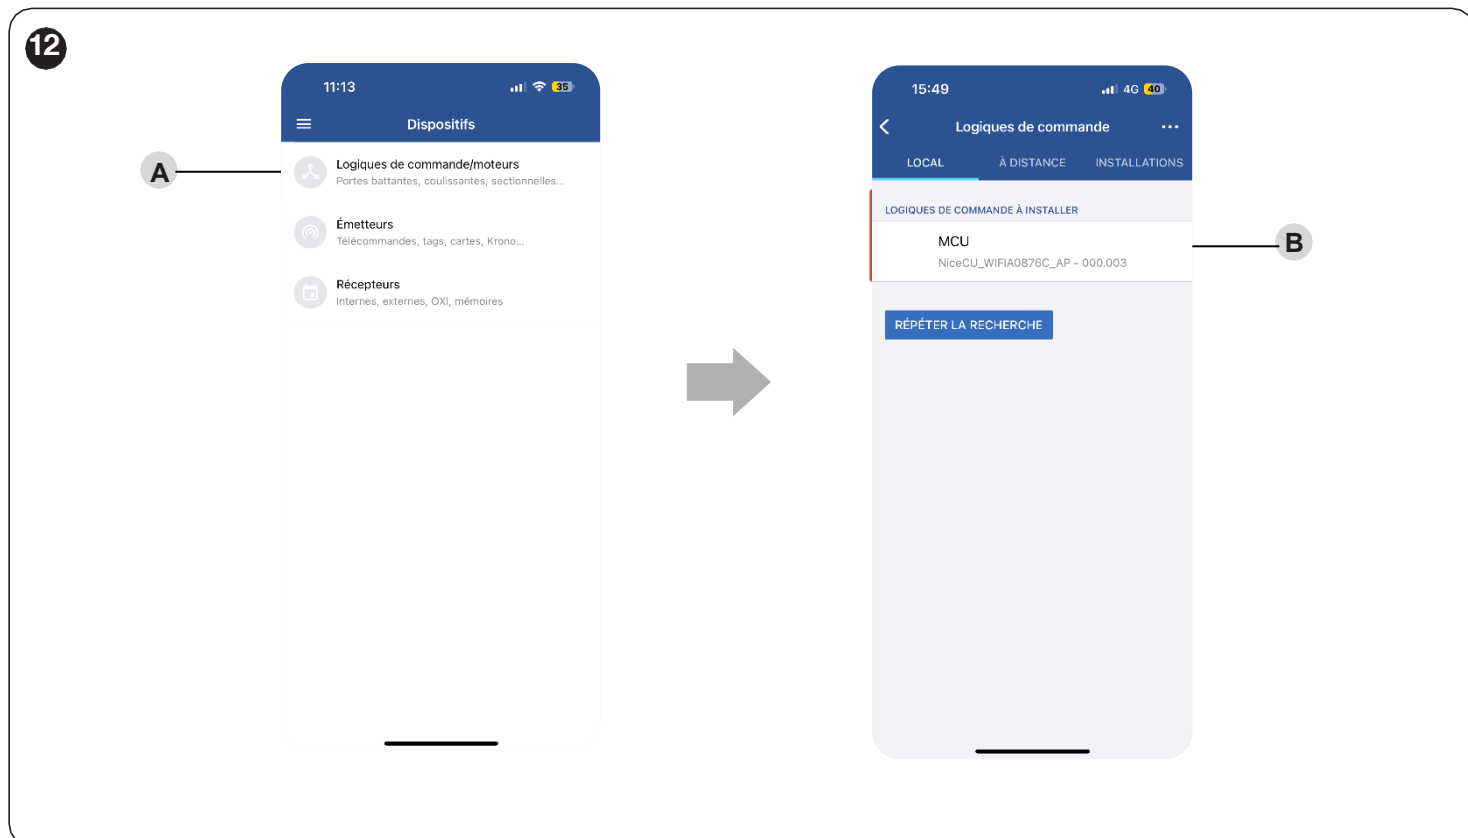 12
11:13
35
Dispositifs
A
Logiques de commande/moteurs
Portes battantes, coulissantes, sectionnelles...
Émetteurs
Télécommandes, tags, cartes, Krono...
Récepteurs
Internes, externes, OXI, mémoires
15:49
4G 40
Logiques de commande
LOCAL À DISTANCE INSTALLATIONS
LOGIQUES DE COMMANDE À INSTALLER
MCU
NiceCU_WIFIA0876C_AP - 000.003
B
RÉPÉTER LA RECHERCHE